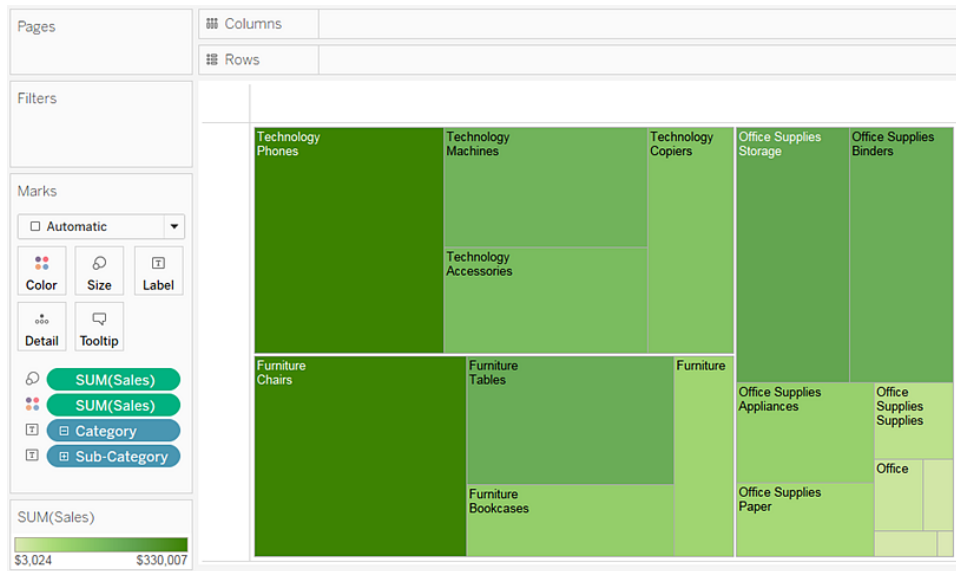 Pages
Columns
Rows
Filters
Marks
Automatic
Color
Size
Label
Detail
Tooltip
SUM(Sales)
SUM(Sales)
Category
Sub-Category
SUM(Sales)
$3,024
$330,007
Technology
Phones
Technology
Machines
Technology
Copiers
Technology
Accessories
Office Supplies
Storage
Office Supplies
Binders
Furniture
Chairs
Furniture
Tables
Furniture
Furniture
Bookcases
Office Supplies
Appliances
Office
Supplies
Supplies
Office
Office Supplies
Paper